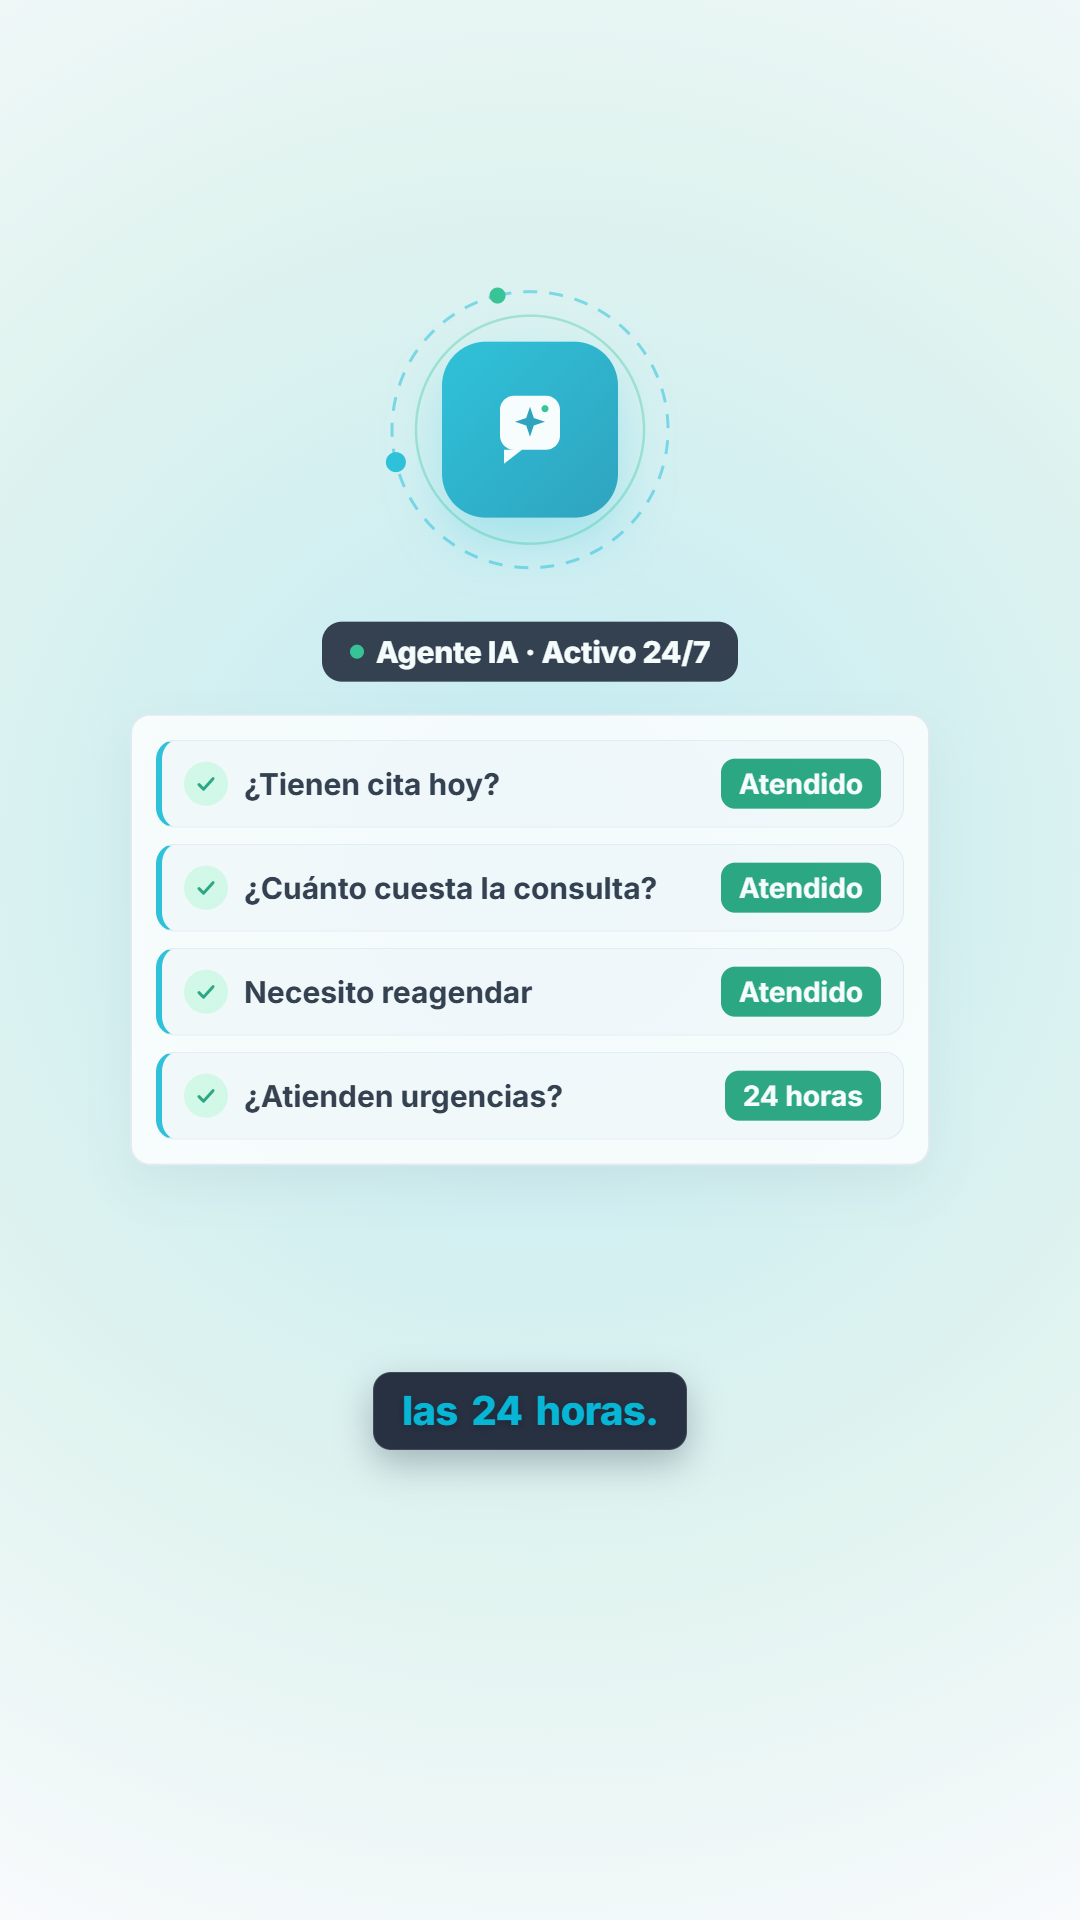 Agente IA · Activo 24/7
¿Tienen cita hoy? Atendido
¿Cuánto cuesta la consulta? Atendido
Necesito reagendar Atendido
¿Atienden urgencias? 24 horas
las 24 horas.